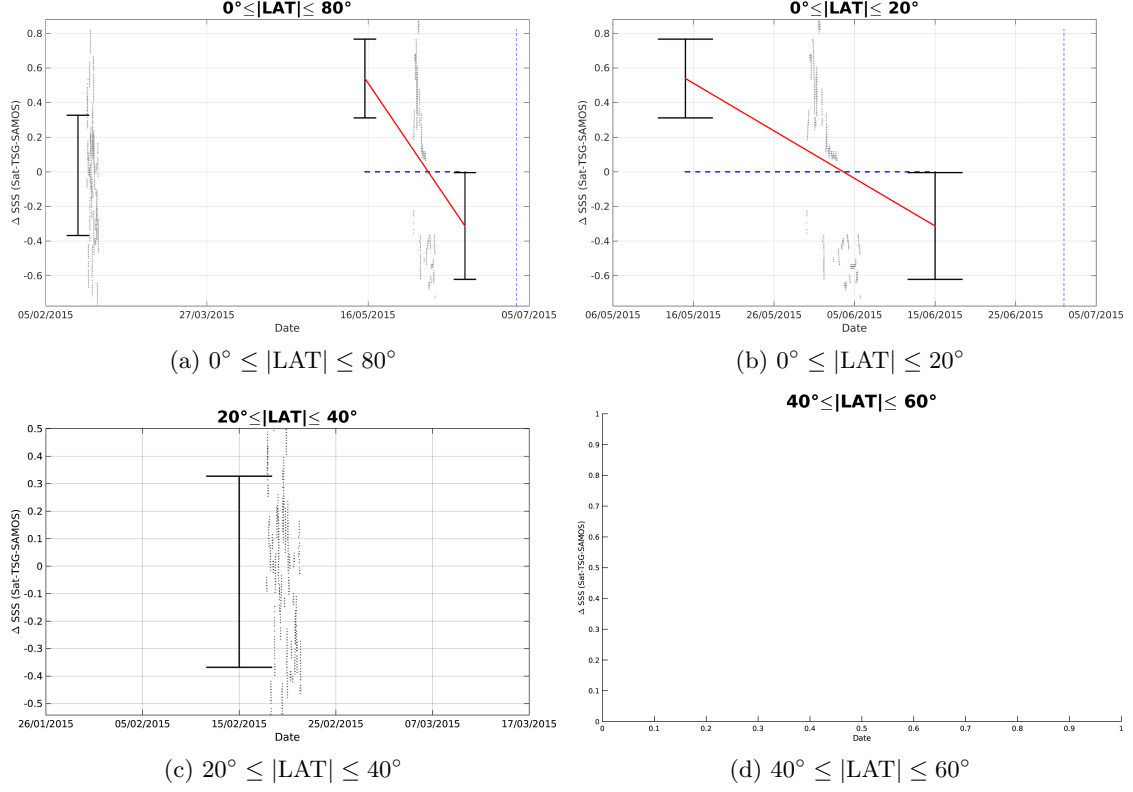 0°≤|LAT|≤ 80°
Δ SSS (Sat-TSG-SAMOS)
0.8
0.6
0.4
0.2
0
-0.2
-0.4
-0.6
05/02/2015 27/03/2015 16/05/2015 05/07/2015
Date
(a) 0° ≤ |LAT| ≤ 80°
0°≤|LAT|≤ 20°
Δ SSS (Sat-TSG-SAMOS)
0.8
0.6
0.4
0.2
0
-0.2
-0.4
-0.6
06/05/2015 16/05/2015 26/05/2015 05/06/2015 15/06/2015 25/06/2015 05/07/2015
Date
(b) 0° ≤ |LAT| ≤ 20°
20°≤|LAT|≤ 40°
Δ SSS (Sat-TSG-SAMOS)
0.5
0.4
0.3
0.2
0.1
0
-0.1
-0.2
-0.3
-0.4
-0.5
26/01/2015 05/02/2015 15/02/2015 25/02/2015 07/03/2015 17/03/2015
Date
(c) 20° ≤ |LAT| ≤ 40°
40°≤|LAT|≤ 60°
Δ SSS (Sat-TSG-SAMOS)
1
0.9
0.8
0.7
0.6
0.5
0.4
0.3
0.2
0.1
0
0 0.1 0.2 0.3 0.4 0.5 0.6 0.7 0.8 0.9 1
Date
(d) 40° ≤ |LAT| ≤ 60°